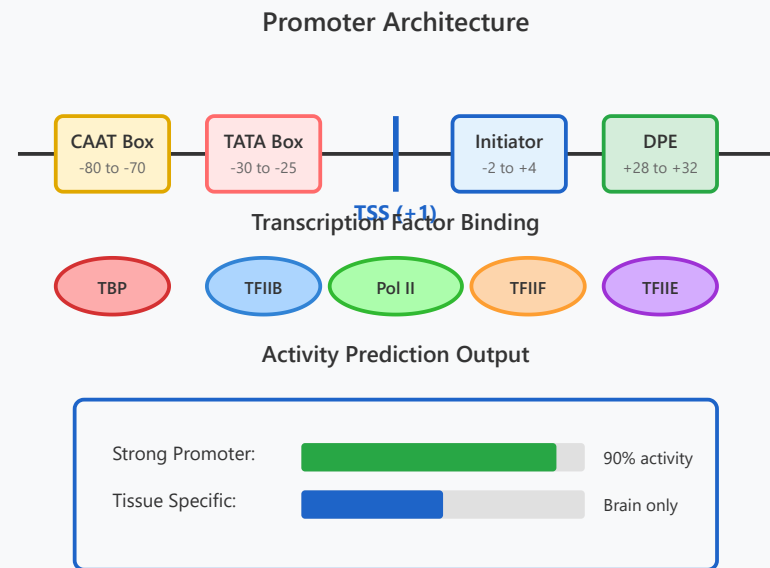 Promoter Architecture
CAAT Box
-80 to -70
TATA Box
-30 to -25
Initiator
-2 to +4
DPE
+28 to +32
TSS (+1)
Transcription Factor Binding
TBP
TFIIB
Pol II
TFIIF
TFIIE
Activity Prediction Output
Strong Promoter:
90% activity
Tissue Specific:
Brain only